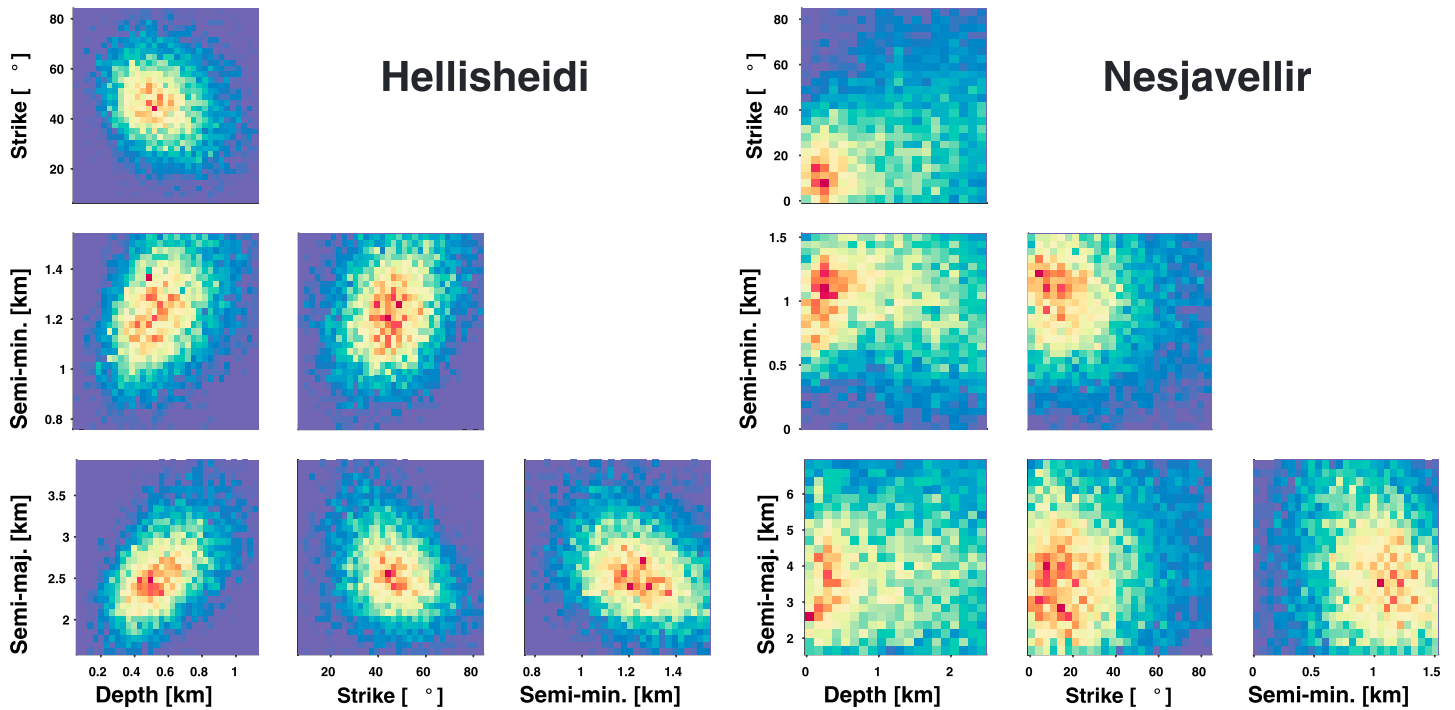 Hellisheidi
Nesjavellir
80
60
40
20
Strike [ ° ]
80
60
40
20
0
Strike [ ° ]
1.4
1.2
1
0.8
Semi-min. [km]
1.5
1
0.5
0
Semi-min. [km]
3.5
3
2.5
2
Semi-maj. [km]
6
5
4
3
2
Semi-maj. [km]
0.2 0.4 0.6 0.8 1
20 40 60 80
0.8 1 1.2 1.4
0 1 2
0 20 40 60 80
0 0.5 1 1.5
Depth [km]
Strike [ ° ]
Semi-min. [km]
Depth [km]
Strike [ ° ]
Semi-min. [km]